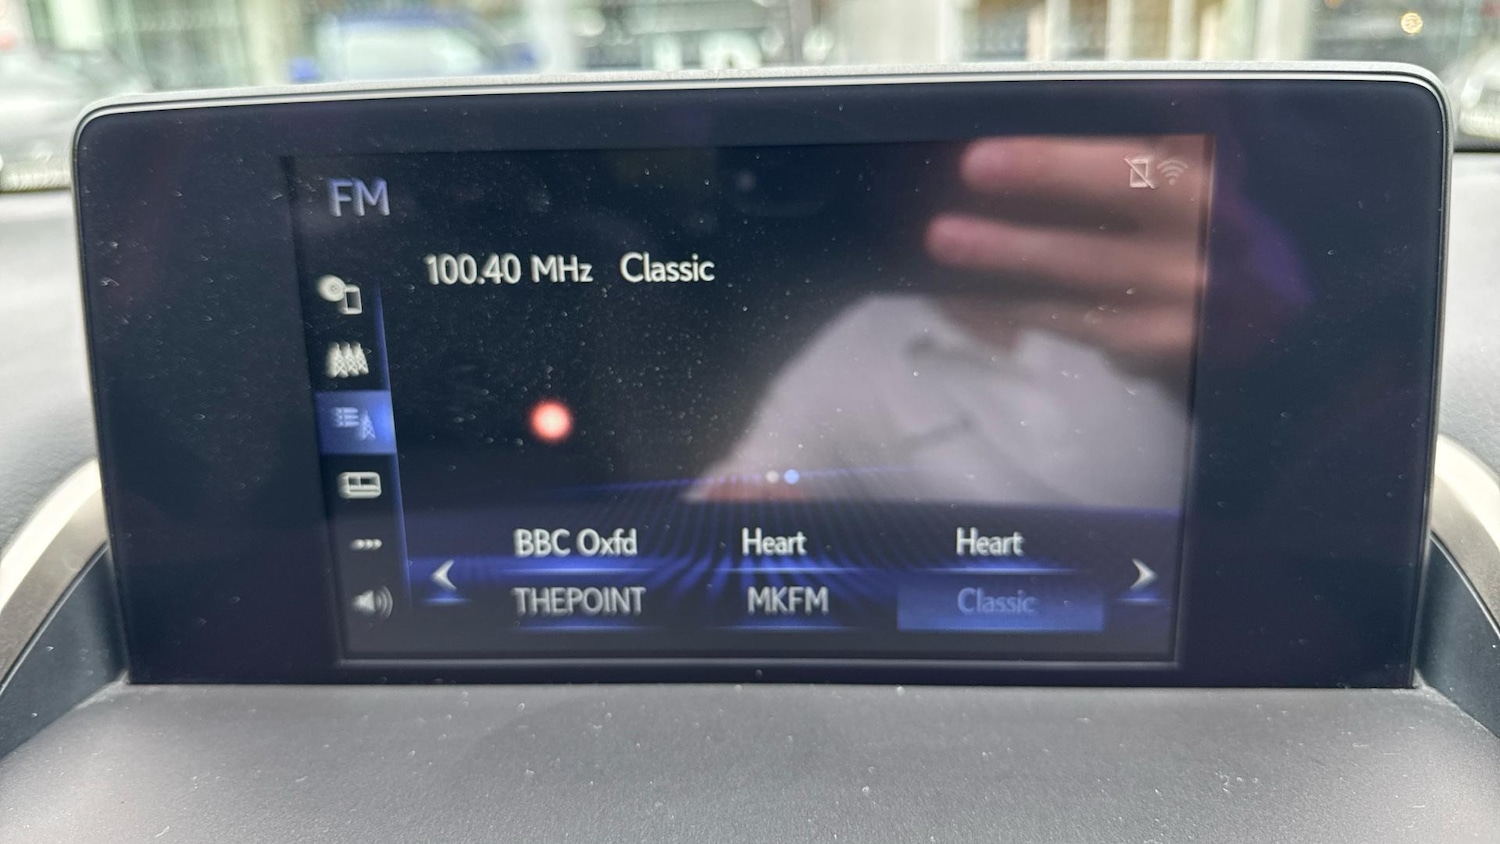 FM
100.40 MHz Classic
BBC Oxfd Heart Heart
THEPOINT MKFM Classic